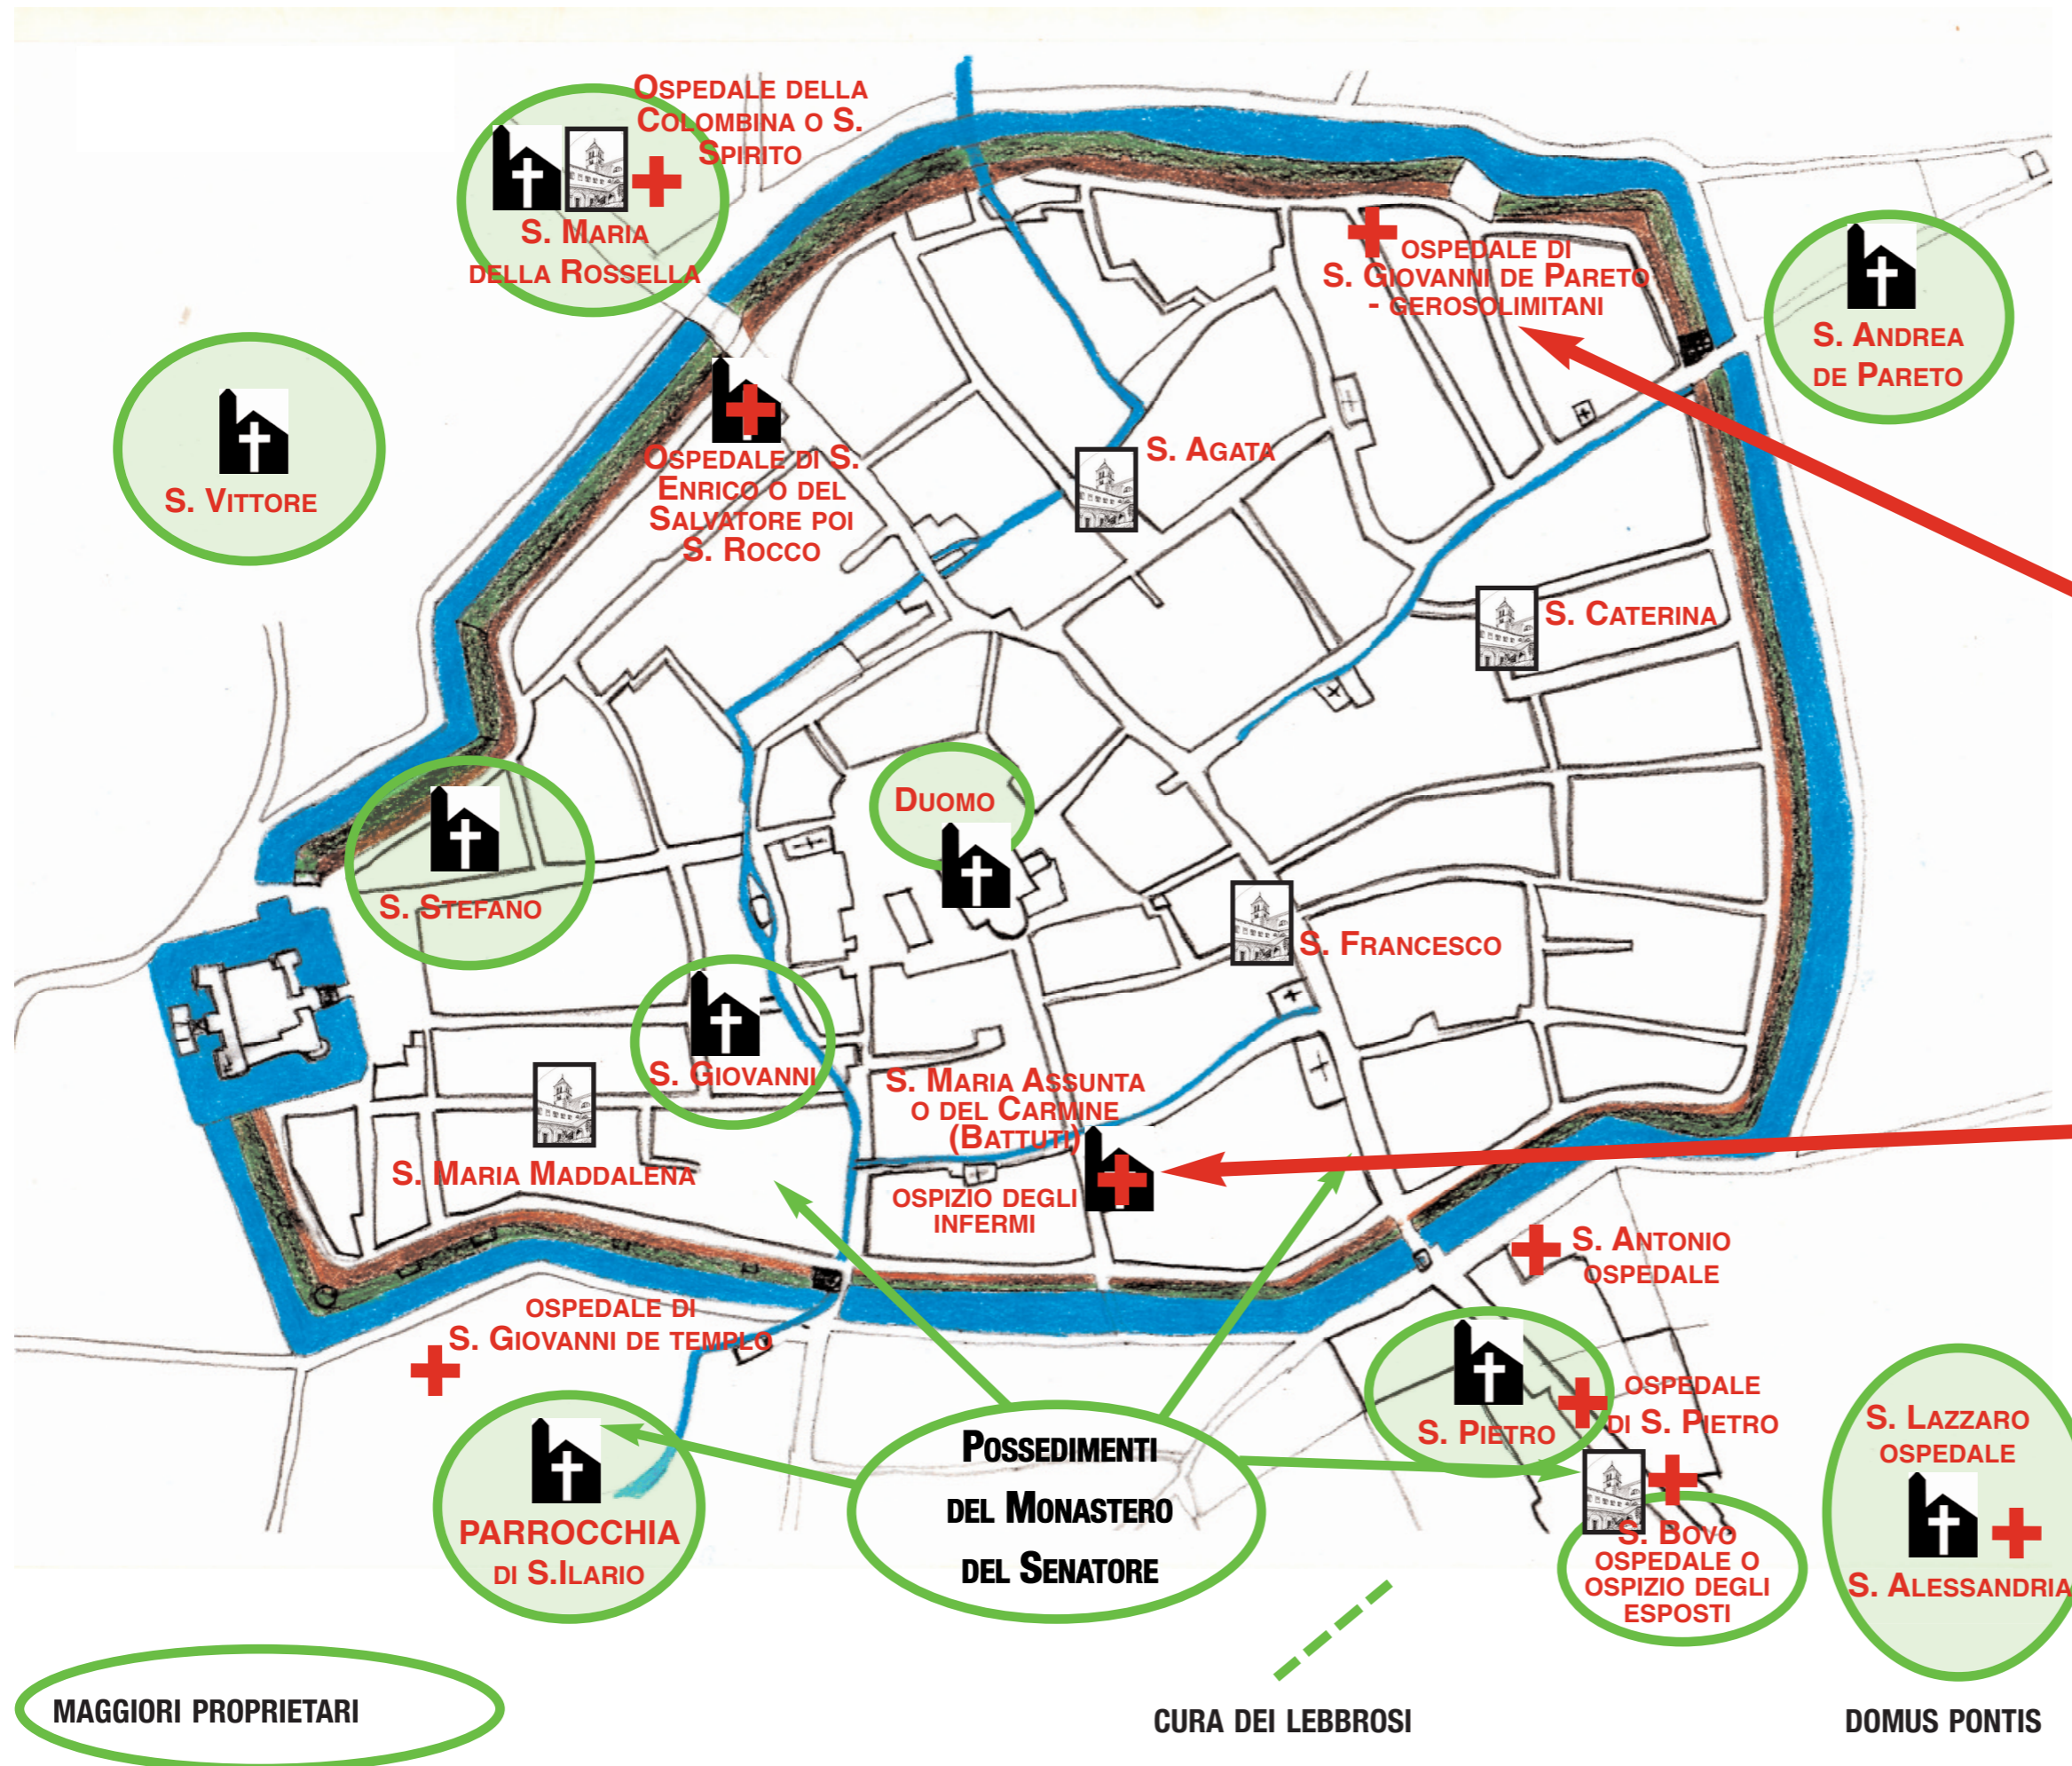 OSPEDALE DELLA
COLOMBINA O S.
SPIRITO
S. MARIA
DELLA ROSSELLA
OSPEDALE DI
S. GIOVANNI DE PARETO
- GEROSOLIMITANI
S. ANDREA
DE PARETO
S. VITTORE
OSPEDALE DI S.
ENRICO O DEL
SALVATORE POI
S. ROCCO
S. AGATA
S. CATERINA
DUOMO
S. STEFANO
S. FRANCESCO
S. GIOVANNI
S. MARIA ASSUNTA
O DEL CARMINE
(BATTUTI)
S. MARIA MADDALENA
OSPIZIO DEGLI
INFERMI
S. ANTONIO
OSPEDALE
OSPEDALE DI
S. GIOVANNI DE TEMPLO
OSPEDALE
DI S. PIETRO
S. PIETRO
S. LAZZARO
OSPEDALE
S. ALESSANDRIA
POSSEDIMENTI
DEL MONASTERO
DEL SENATORE
PARROCCHIA
DI S.ILARIO
S. BOVO
OSPEDALE O
OSPIZIO DEGLI
ESPOSTI
MAGGIORI PROPRIETARI
CURA DEI LEBBROSI
DOMUS PONTIS